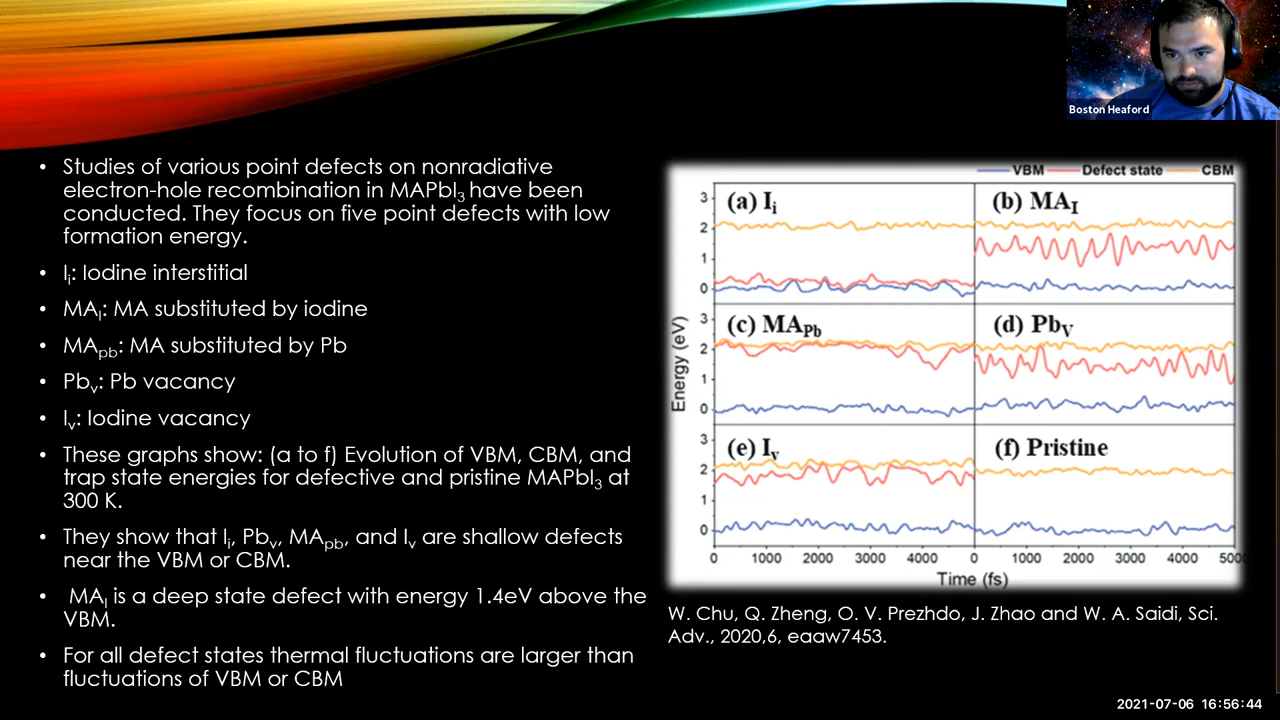 Boston Heaford
• Studies of various point defects on nonradiative
electron-hole recombination in MAPbI₃ have been
conducted. They focus on five point defects with low
formation energy.
• Iᵢ: Iodine interstitial
• MA_I: MA substituted by iodine
• MA_pb: MA substituted by Pb
• Pbᵥ: Pb vacancy
• Iᵥ: Iodine vacancy
• These graphs show: (a to f) Evolution of VBM, CBM, and
trap state energies for defective and pristine MAPbI₃ at
300 K.
• They show that Iᵢ, Pbᵥ, MA_pb, and Iᵥ are shallow defects
near the VBM or CBM.
• MA_I is a deep state defect with energy 1.4eV above the
VBM.
• For all defect states thermal fluctuations are larger than
fluctuations of VBM or CBM
VBM Defect state CBM
(a) Iᵢ (b) MA_I
3
2
1
0
(c) MA_Pb (d) Pb_V
3
2
1
0
(e) Iᵥ (f) Pristine
3
2
1
0
Energy (eV)
0 1000 2000 3000 4000 0 1000 2000 3000 4000 5000
Time (fs)
W. Chu, Q. Zheng, O. V. Prezhdo, J. Zhao and W. A. Saidi, Sci.
Adv., 2020,6, eaaw7453.
2021-07-06 16:56:44